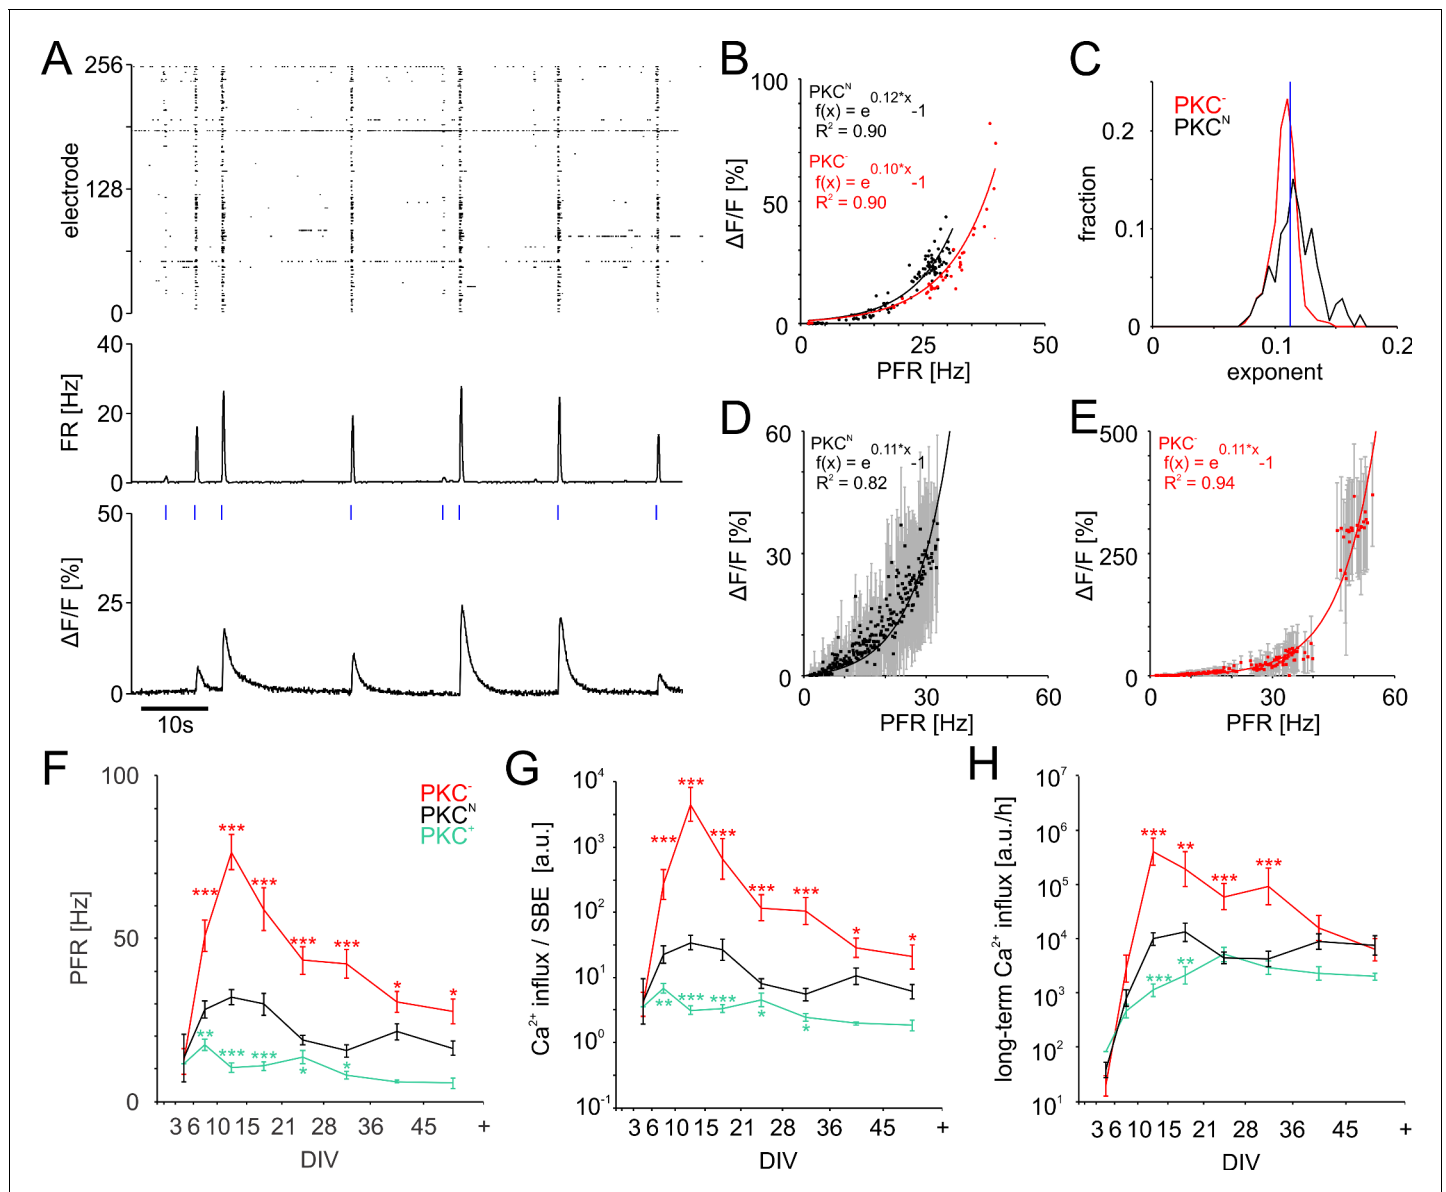 A
256
128
0
electrode
40
20
0
FR [Hz]
50
25
0
ΔF/F [%]
10s
B
100
50
0
ΔF/F [%]
PKCᴺ
f(x) = e^0.12*x -1
R² = 0.90
PKC⁻
f(x) = e^0.10*x -1
R² = 0.90
0 25 50
PFR [Hz]
C
PKC⁻
PKCᴺ
0.2
0.1
0
fraction
0 0.1 0.2
exponent
D
60
30
0
ΔF/F [%]
PKCᴺ
f(x) = e^0.11*x -1
R² = 0.82
0 30 60
PFR [Hz]
E
500
250
0
ΔF/F [%]
PKC⁻
f(x) = e^0.11*x -1
R² = 0.94
0 30 60
PFR [Hz]
F
100
50
0
PFR [Hz]
PKC⁻
PKCᴺ
PKC⁺
*** *** *** *** *** * *
** *** *** * *
3 6 10 15 21 28 36 45 +
DIV
G
10⁴
10³
10²
10¹
10⁰
10⁻¹
Ca²⁺ influx / SBE [a.u.]
*** *** *** *** *** * *
** *** *** * *
3 6 10 15 21 28 36 45 +
DIV
H
10⁷
10⁶
10⁵
10⁴
10³
10²
10¹
long-term Ca²⁺ influx [a.u./h]
*** ** *** ***
*** **
3 6 10 15 21 28 36 45 +
DIV